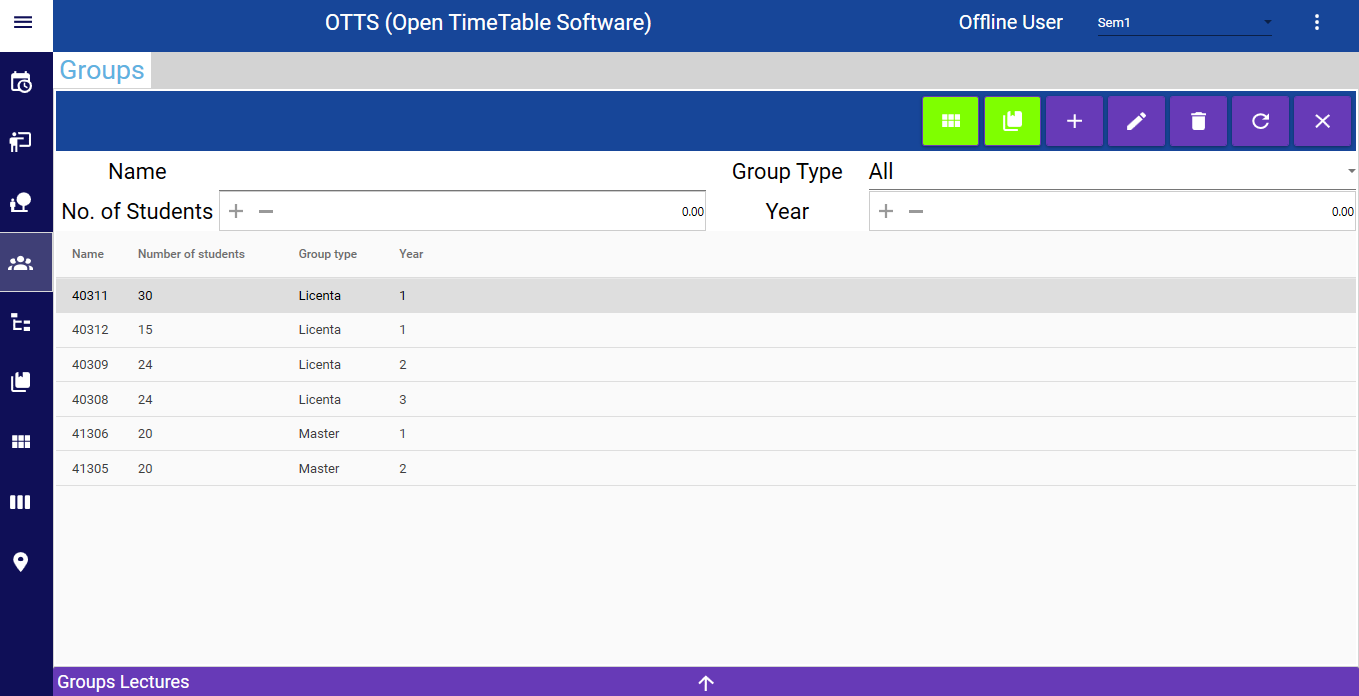 OTTS (Open TimeTable Software) Offline User Sem1
Groups
Name Group Type All
No. of Students 0.00 Year 0.00
Name Number of students Group type Year
40311 30 Licenta 1
40312 15 Licenta 1
40309 24 Licenta 2
40308 24 Licenta 3
41306 20 Master 1
41305 20 Master 2
Groups Lectures